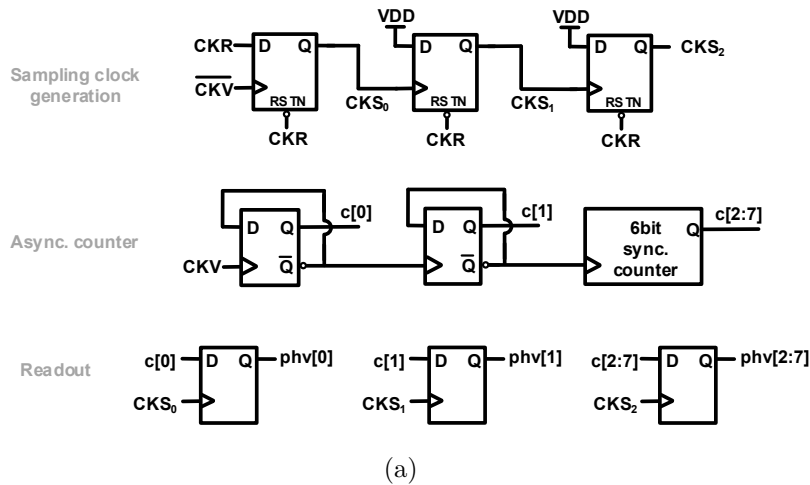 VDD VDD
CKR D Q D Q D Q CKS₂
Sampling clock
generation
C̅K̅V̅ RSTN CKS₀ RSTN CKS₁ RSTN
CKR CKR CKR
D Q c[0] D Q c[1] 6bit Q c[2:7]
Async. counter sync.
CKV Q̅ Q̅ counter
Readout
c[0] D Q phv[0] c[1] D Q phv[1] c[2:7] D Q phv[2:7]
CKS₀ CKS₁ CKS₂
(a)